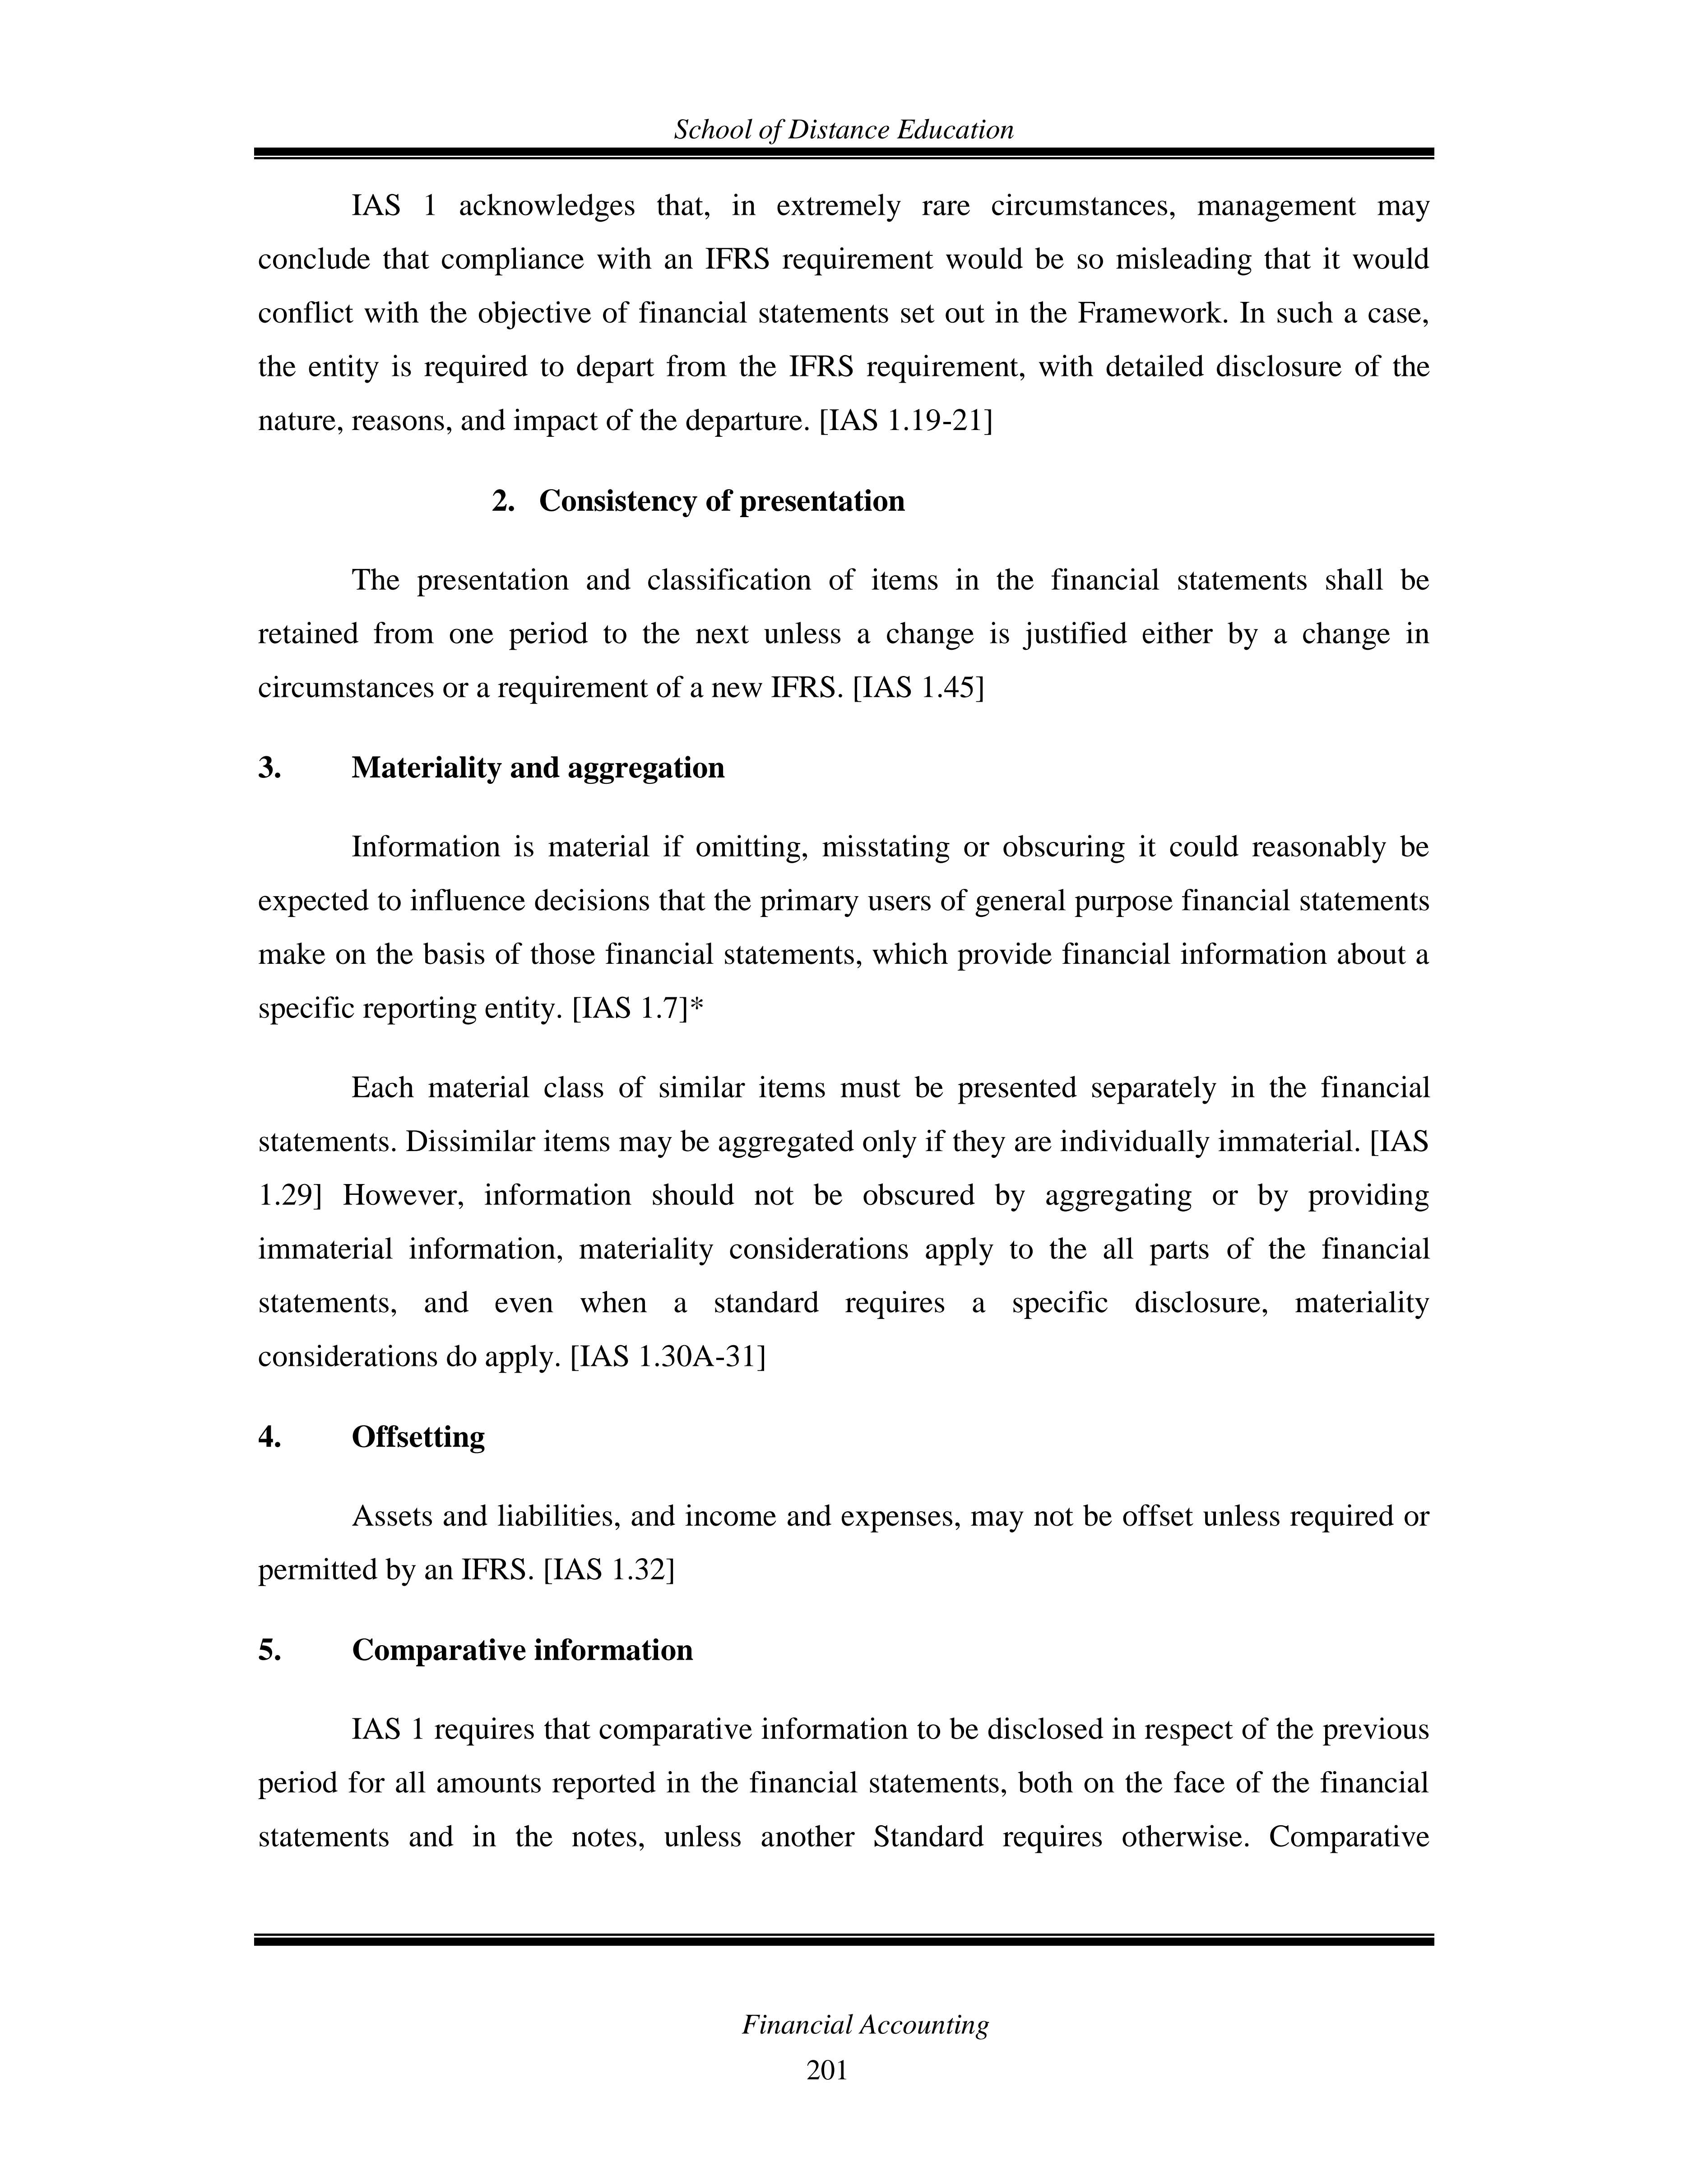 School of Distance Education
IAS 1 acknowledges that, in extremely rare circumstances, management may
conclude that compliance with an IFRS requirement would be so misleading that it would
conflict with the objective of financial statements set out in the Framework. In such a case,
the entity is required to depart from the IFRS requirement, with detailed disclosure of the
nature, reasons, and impact of the departure. [IAS 1.19-21]
2. Consistency of presentation
The presentation and classification of items in the financial statements shall be
retained from one period to the next unless a change is justified either by a change in
circumstances or a requirement of a new IFRS. [IAS 1.45]
3. Materiality and aggregation
Information is material if omitting, misstating or obscuring it could reasonably be
expected to influence decisions that the primary users of general purpose financial statements
make on the basis of those financial statements, which provide financial information about a
specific reporting entity. [IAS 1.7]*
Each material class of similar items must be presented separately in the financial
statements. Dissimilar items may be aggregated only if they are individually immaterial. [IAS
1.29] However, information should not be obscured by aggregating or by providing
immaterial information, materiality considerations apply to the all parts of the financial
statements, and even when a standard requires a specific disclosure, materiality
considerations do apply. [IAS 1.30A-31]
4. Offsetting
Assets and liabilities, and income and expenses, may not be offset unless required or
permitted by an IFRS. [IAS 1.32]
5. Comparative information
IAS 1 requires that comparative information to be disclosed in respect of the previous
period for all amounts reported in the financial statements, both on the face of the financial
statements and in the notes, unless another Standard requires otherwise. Comparative
Financial Accounting
201